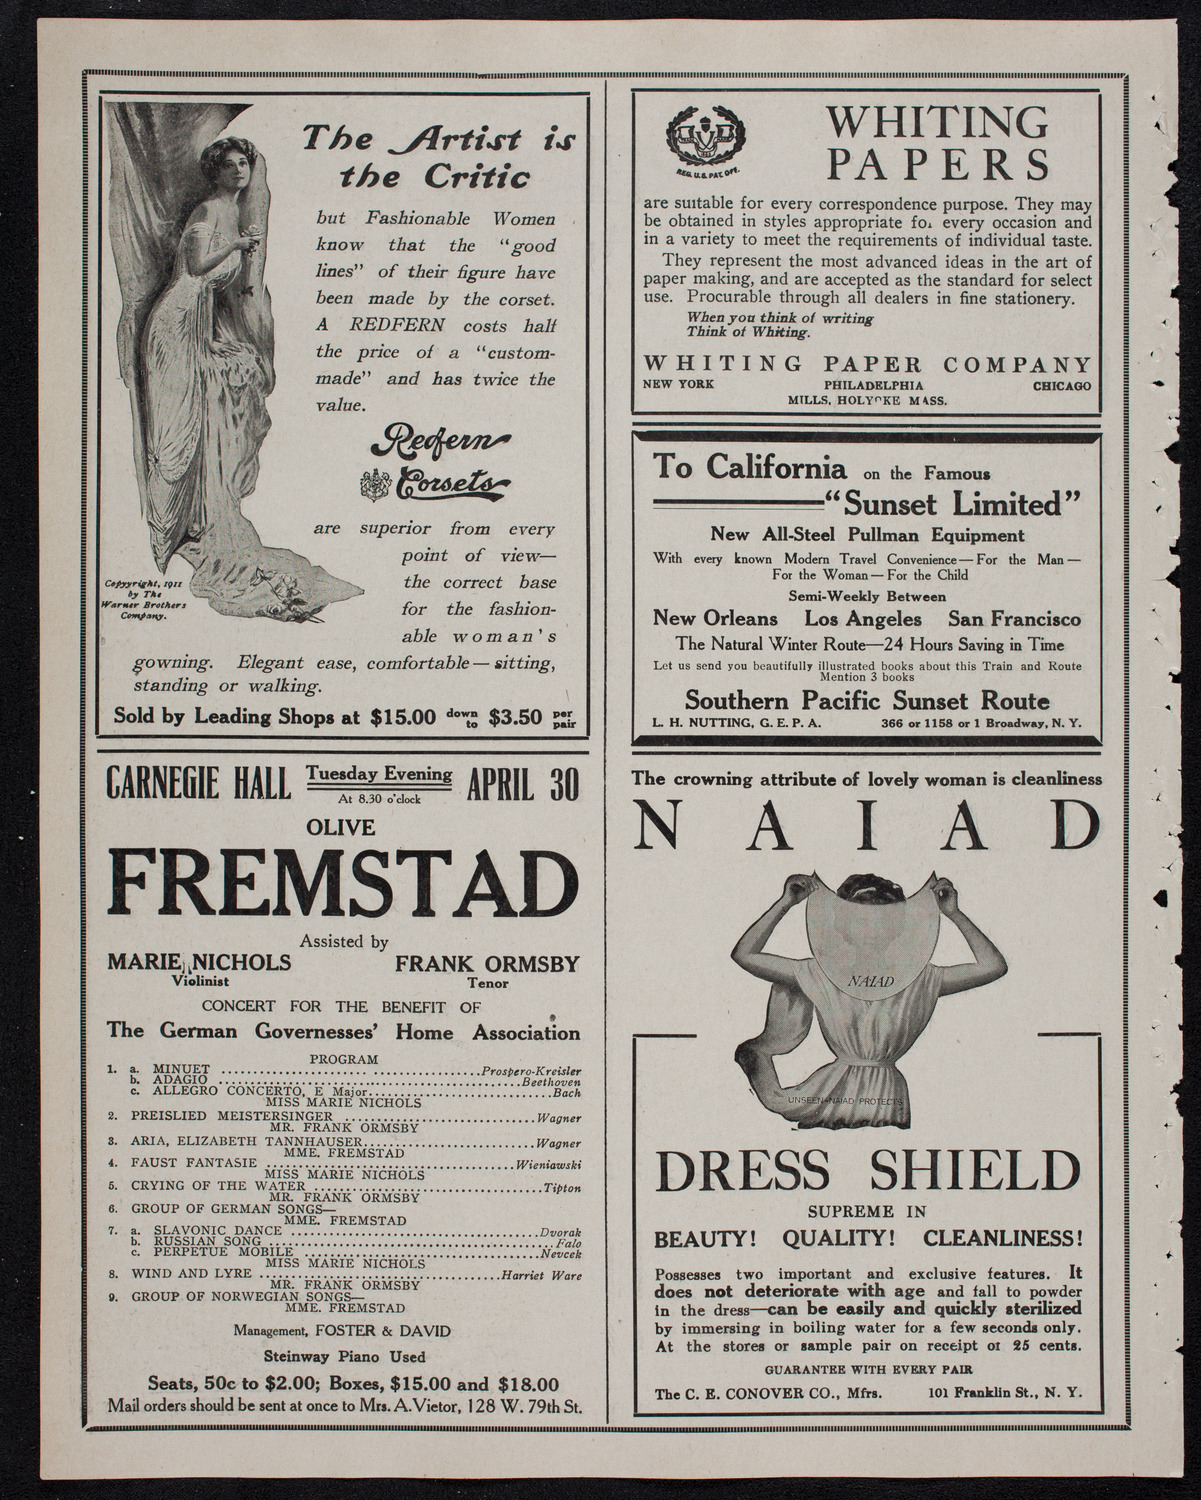 The Artist is
the Critic
but Fashionable Women
know that the "good
lines" of their figure have
been made by the corset.
A REDFERN costs half
the price of a "custom-
made" and has twice the
value.
Redfern
Corsets
are superior from every
point of view—
the correct base
for the fashion-
able woman's
gowning. Elegant ease, comfortable—sitting,
standing or walking.
Copyright, 1911
by The
Warner Brothers
Company.
Sold by Leading Shops at $15.00 down to $3.50 per pair
CARNEGIE HALL Tuesday Evening APRIL 30
At 8.30 o'clock
OLIVE
FREMSTAD
Assisted by
MARIE NICHOLS FRANK ORMSBY
Violinist Tenor
CONCERT FOR THE BENEFIT OF
The German Governesses' Home Association
PROGRAM
1. a. MINUET ... Prospero-Kreisler
b. ADAGIO ... Beethoven
c. ALLEGRO CONCERTO, E Major ... Bach
MISS MARIE NICHOLS
2. PREISLIED MEISTERSINGER ... Wagner
MR. FRANK ORMSBY
3. ARIA, ELIZABETH TANNHAUSER ... Wagner
MME. FREMSTAD
4. FAUST FANTASIE ... Wieniawski
MISS MARIE NICHOLS
5. CRYING OF THE WATER ... Tipton
MR. FRANK ORMSBY
6. GROUP OF GERMAN SONGS—
MME. FREMSTAD
7. a. SLAVONIC DANCE ... Dvorak
b. RUSSIAN SONG ... Falo
c. PERPETUE MOBILE ... Nevcek
MISS MARIE NICHOLS
8. WIND AND LYRE ... Harriet Ware
MR. FRANK ORMSBY
9. GROUP OF NORWEGIAN SONGS—
MME. FREMSTAD
Management, FOSTER & DAVID
Steinway Piano Used
Seats, 50c to $2.00; Boxes, $15.00 and $18.00
Mail orders should be sent at once to Mrs. A. Vietor, 128 W. 79th St.
REG. U.S. PAT. OFF.
WHITING
PAPERS
are suitable for every correspondence purpose. They may
be obtained in styles appropriate for every occasion and
in a variety to meet the requirements of individual taste.
They represent the most advanced ideas in the art of
paper making, and are accepted as the standard for select
use. Procurable through all dealers in fine stationery.
When you think of writing
Think of Whiting.
WHITING PAPER COMPANY
NEW YORK PHILADELPHIA CHICAGO
MILLS, HOLYOKE MASS.
To California on the Famous
"Sunset Limited"
New All-Steel Pullman Equipment
With every known Modern Travel Convenience—For the Man—
For the Woman—For the Child
Semi-Weekly Between
New Orleans Los Angeles San Francisco
The Natural Winter Route—24 Hours Saving in Time
Let us send you beautifully illustrated books about this Train and Route
Mention 3 books
Southern Pacific Sunset Route
L. H. NUTTING, G. E. P. A. 366 or 1158 or 1 Broadway, N. Y.
The crowning attribute of lovely woman is cleanliness
NAIAD
NAIAD
UNSEEN-NAIAD PROTECTS
DRESS SHIELD
SUPREME IN
BEAUTY! QUALITY! CLEANLINESS!
Possesses two important and exclusive features. It
does not deteriorate with age and fall to powder
in the dress—can be easily and quickly sterilized
by immersing in boiling water for a few seconds only.
At the stores or sample pair on receipt of 25 cents.
GUARANTEE WITH EVERY PAIR
The C. E. CONOVER CO., Mfrs. 101 Franklin St., N. Y.